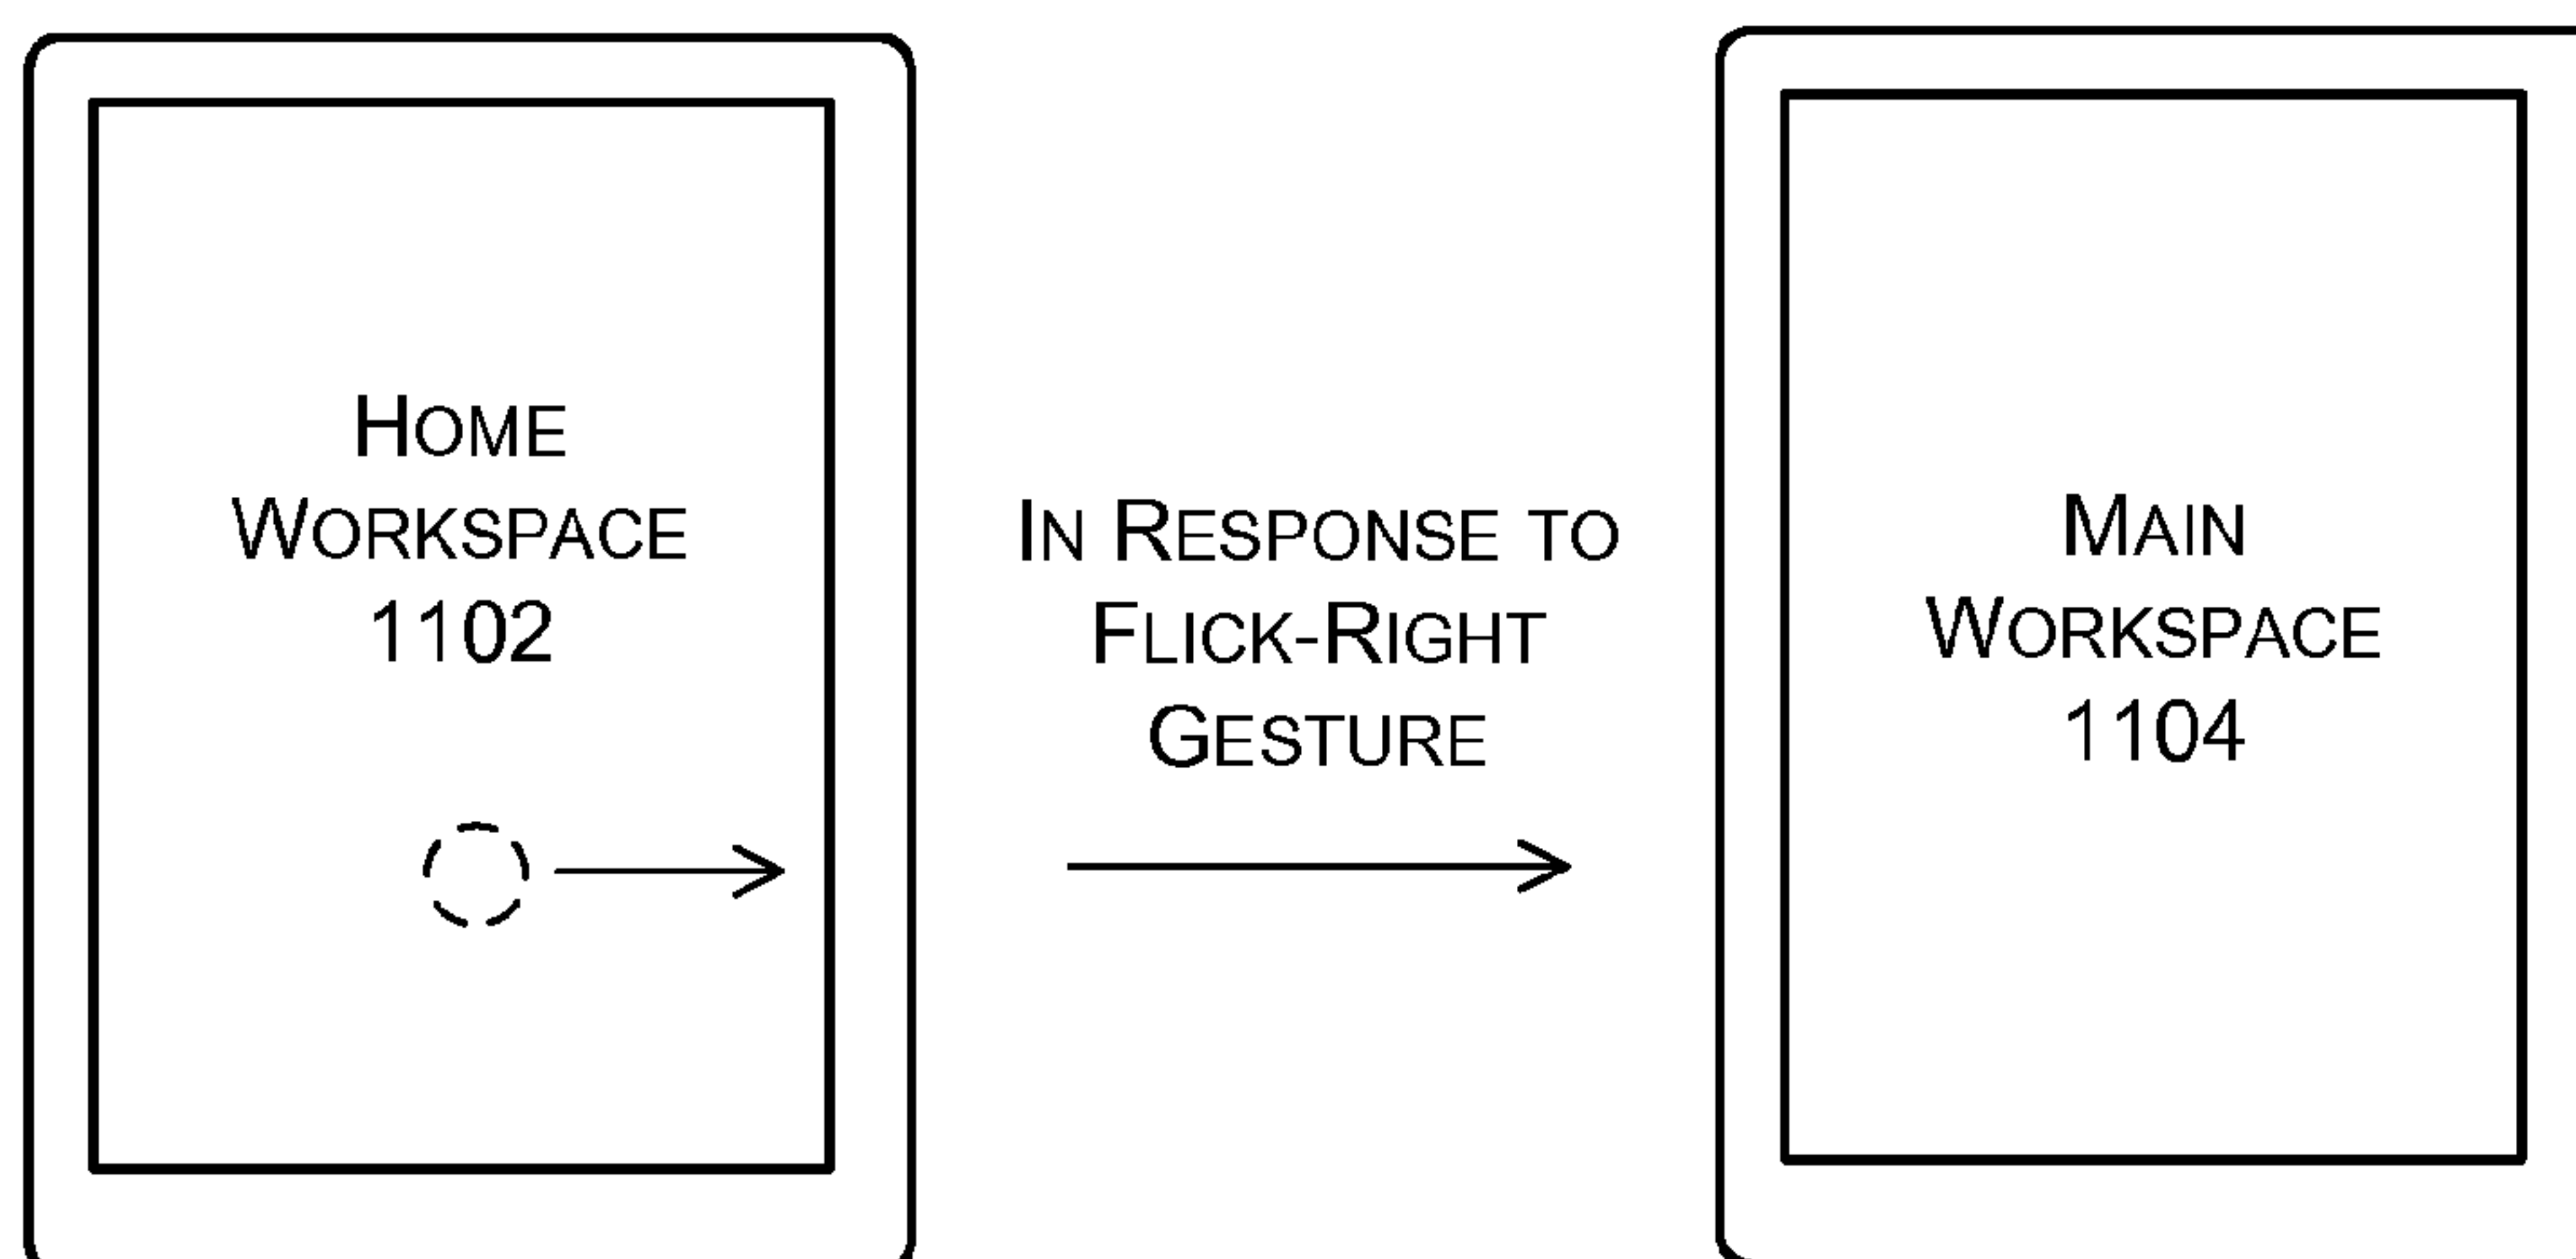 Home
Workspace
1102
In Response to
Flick-Right
Gesture
Main
Workspace
1104